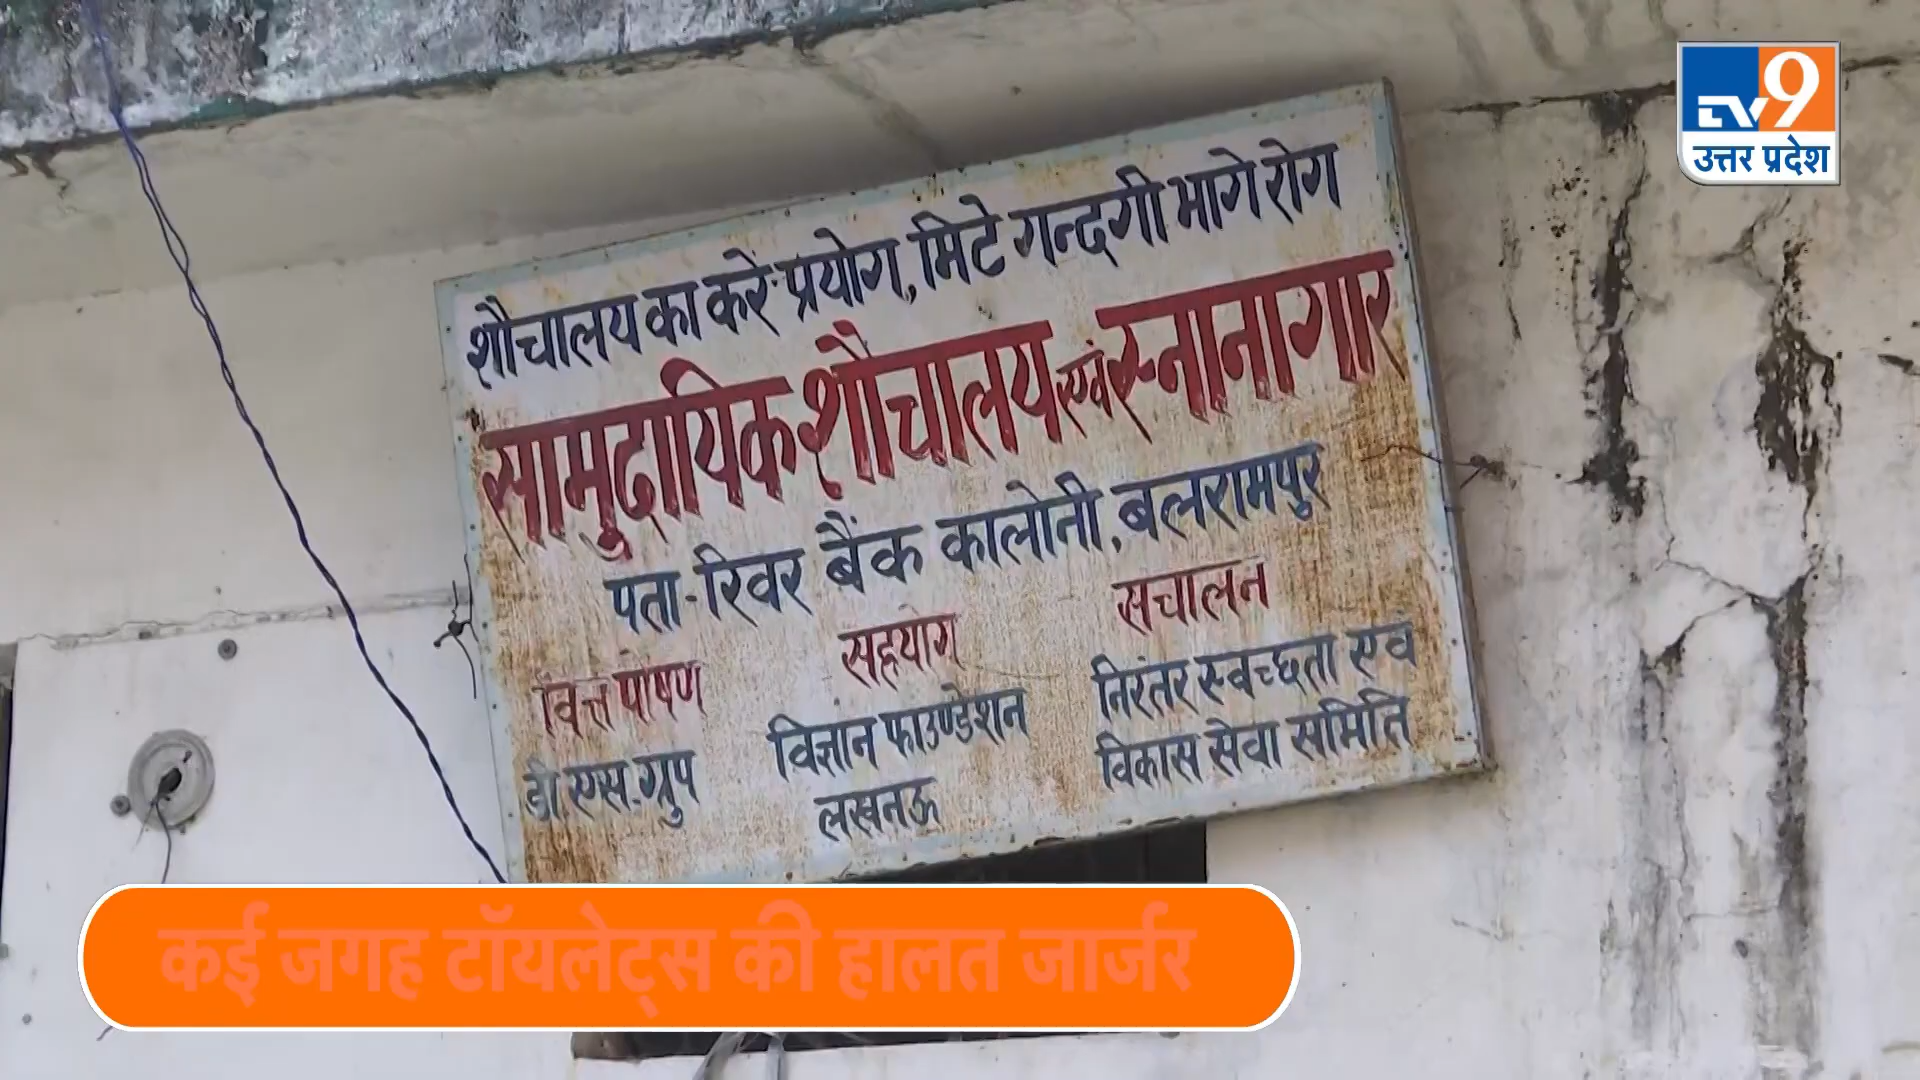 TV9
उत्तर प्रदेश
शौचालय का करें प्रयोग, मिटे गन्दगी भागे रोग
सामुदायिक शौचालय एवं स्नानागार
पता-रिवर बैंक कालोनी, बलरामपुर
वित्त पोषण
सहयोग
सचालन
डी.एस.ग्रुप
विज्ञान फाउण्डेशन
लखनऊ
निरंतर स्वच्छता एवं
विकास सेवा समिति
कई जगह टॉयलेट्स की हालत जार्जर